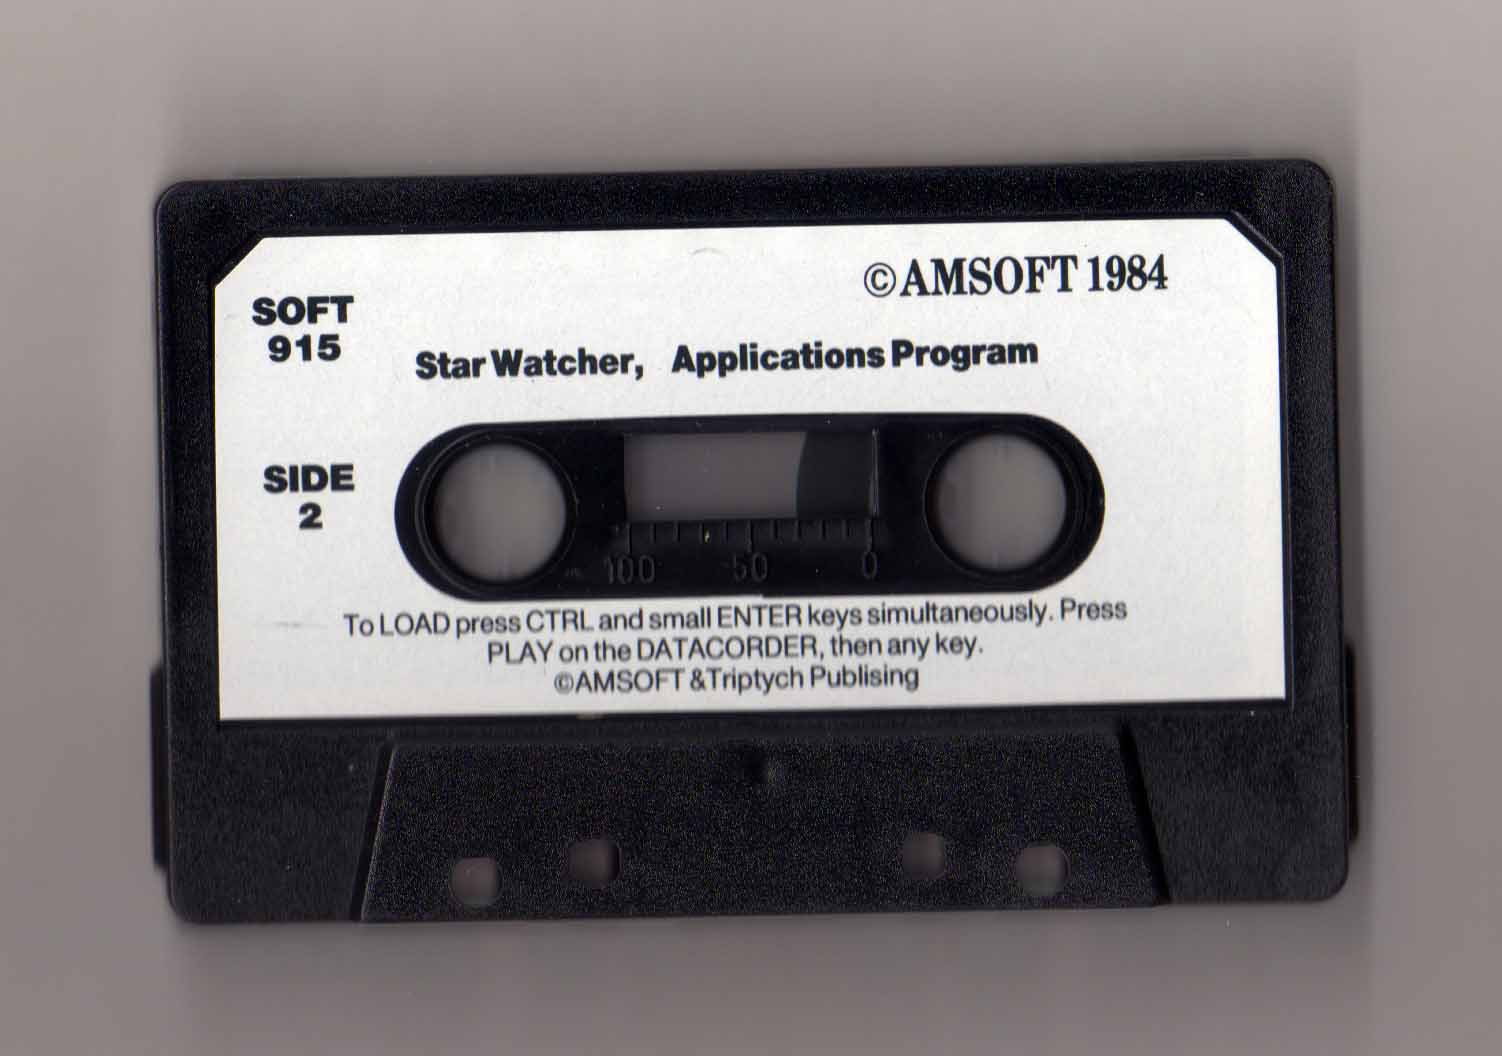 ©AMSOFT 1984
SOFT
915
Star Watcher, Applications Program
SIDE
2
100 50 0
To LOAD press CTRL and small ENTER keys simultaneously. Press
PLAY on the DATACORDER, then any key.
©AMSOFT &Triptych Publising